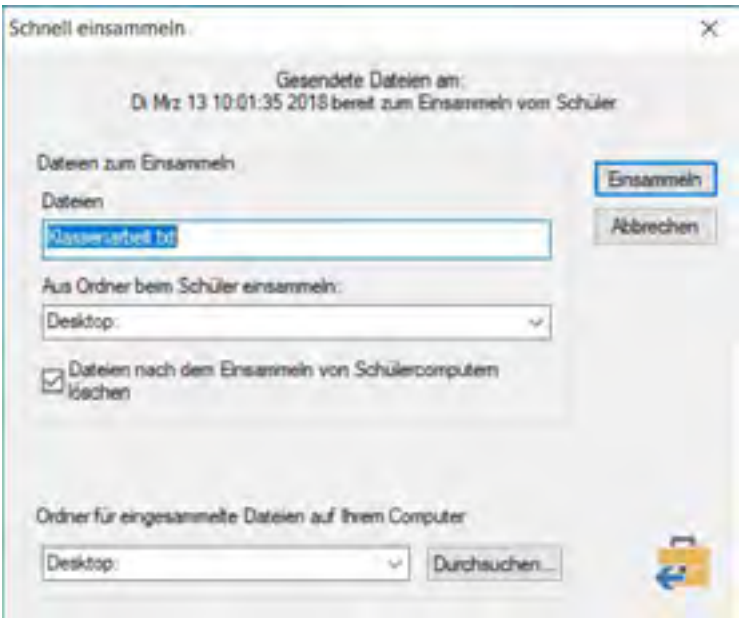 Schnell einsammeln
Gesendete Dateien am:
Di Mrz 13 10:01:35 2018 bereit zum Einsammeln vom Schüler
Dateien zum Einsammeln
Einsammeln
Dateien
Abbrechen
Klassenarbeit.txt
Aus Ordner beim Schüler einsammeln:
Desktop:
Dateien nach dem Einsammeln von Schülercomputern
löschen
Ordner für eingesammelte Dateien auf Ihrem Computer
Desktop:
Durchsuchen...